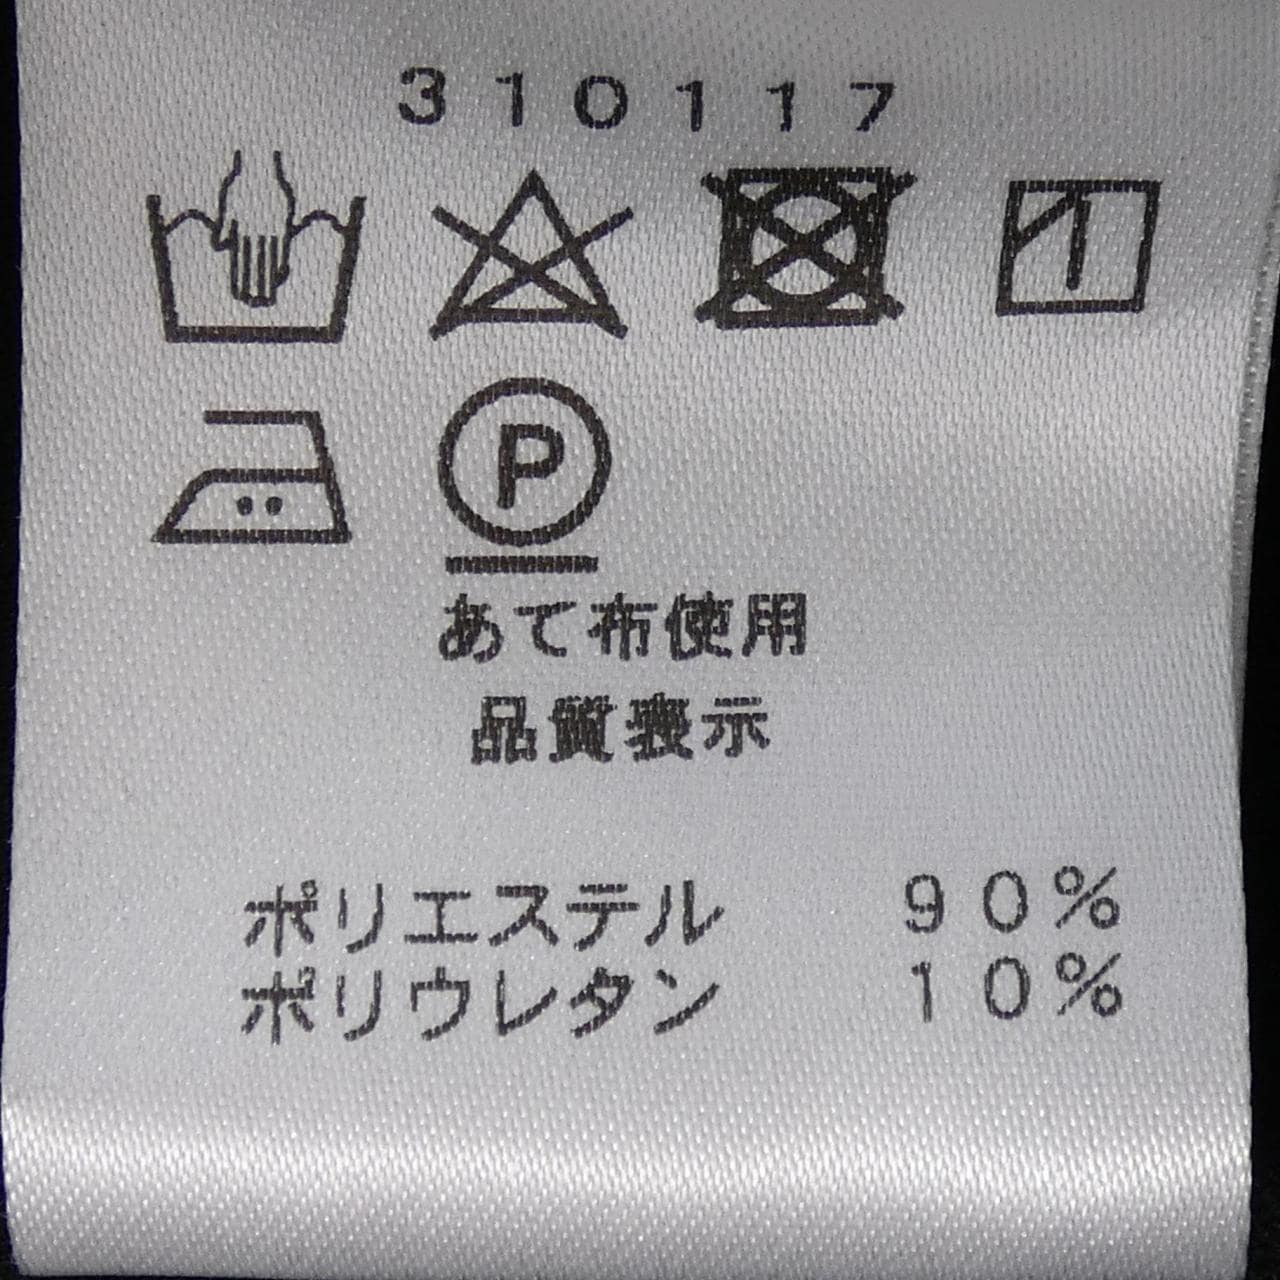 310117
P
あて布使用
品質表示
ポリエステル 90%
ポリウレタン 10%